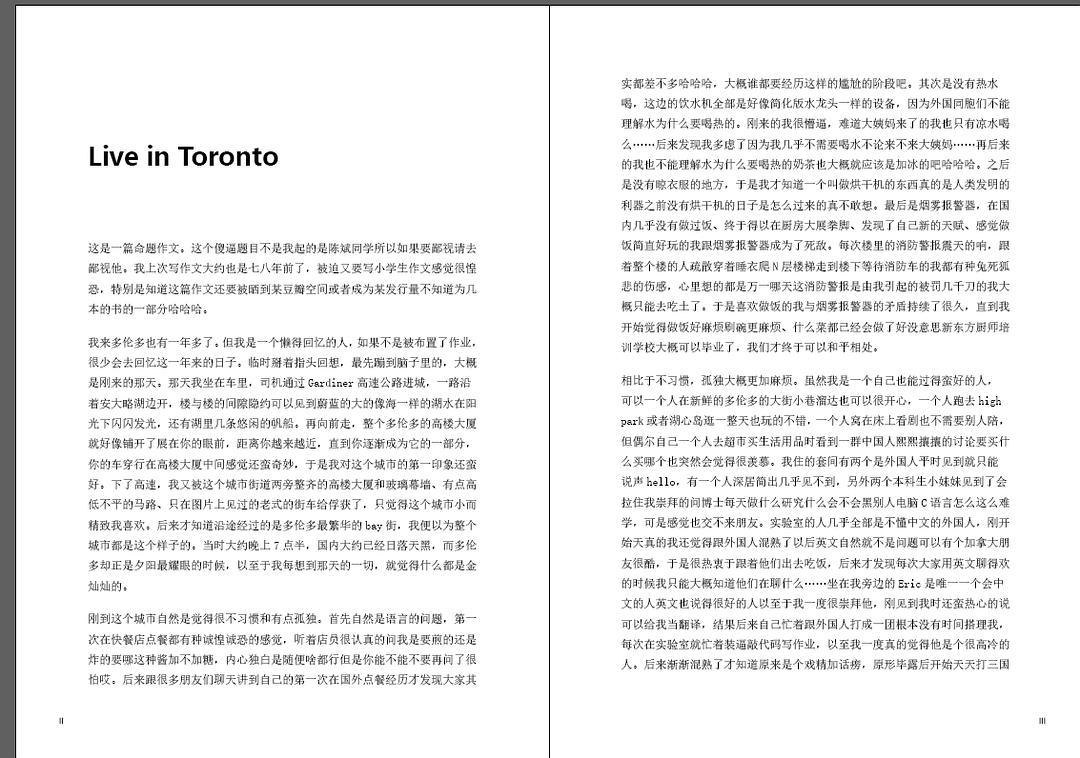 Live in Toronto
这是一篇命题作文。这个傻逼题目不是我起的是陈斌同学所以如果要鄙视请去
鄙视他。我上次写作文大约也是七八年前了，被迫又要写小学生作文感觉很惶
恐，特别是知道这篇作文还要被晒到某豆瓣空间或者成为某发行量不知道为几
本的书的一部分哈哈哈。
我来多伦多也有一年多了。但我是一个懒得回忆的人，如果不是被布置了作业，
很少会去回忆这一年来的日子。临时掰着指头回想，最先蹦到脑子里的，大概
是刚来的那天。那天我坐在车里，司机通过 Gardiner 高速公路进城，一路沿
着安大略湖边开，楼与楼的间隙隐约可以见到蔚蓝的大的像海一样的湖水在阳
光下闪闪发光，还有湖里几条悠闲的帆船。再向前走，整个多伦多的高楼大厦
就好像铺开了展在你的眼前，距离你越来越近，直到你逐渐成为它的一部分，
你的车穿行在高楼大厦中间感觉还蛮奇妙，于是我对这个城市的第一印象还蛮
好。下了高速，我又被这个城市街道两旁整齐的高楼大厦和玻璃幕墙、有点高
低不平的马路、只在图片上见过的老式的街车给俘获了，只觉得这个城市小而
精致我喜欢。后来才知道沿途经过的是多伦多最繁华的 bay 街，我便以为整个
城市都是这个样子的。当时大约晚上 7 点半，国内大约已经日落天黑，而多伦
多却正是夕阳最耀眼的时候，以至于我每想到那天的一切，就觉得什么都是金
灿灿的。
刚到这个城市自然是觉得很不习惯和有点孤独。首先自然是语言的问题，第一
次在快餐店点餐都有种诚惶诚恐的感觉，听着店员很认真的问我是要煎的还是
炸的要哪这种酱加不加糖，内心独白是随便啥都行但是你能不能不要再问了很
怕哎。后来跟很多朋友们聊天讲到自己的第一次在国外点餐经历才发现大家其
II
实都差不多哈哈哈，大概谁都要经历这样的尴尬的阶段吧。其次是没有热水
喝，这边的饮水机全部是好像简化版水龙头一样的设备，因为外国同胞们不能
理解水为什么要喝热的。刚来的我很懵逼，难道大姨妈来了的我也只有凉水喝
么……后来发现我多虑了因为我几乎不需要喝水不论来不来大姨妈……再后来
的我也不能理解水为什么要喝热的奶茶也大概就应该是加冰的吧哈哈哈。之后
是没有晾衣服的地方，于是我才知道一个叫做烘干机的东西真的是人类发明的
利器之前没有烘干机的日子是怎么过来的真不敢想。最后是烟雾报警器，在国
内几乎没有做过饭、终于得以在厨房大展拳脚、发现了自己新的天赋、感觉做
饭简直好玩的我跟烟雾报警器成为了死敌。每次楼里的消防警报震天的响，跟
着整个楼的人疏散穿着睡衣爬 N 层楼梯走到楼下等待消防车的我都有种兔死狐
悲的伤感，心里想的都是万一哪天这消防警报是由我引起的被罚几千刀的我大
概只能去吃土了。于是喜欢做饭的我与烟雾报警器的矛盾持续了很久，直到我
开始觉得做饭好麻烦刷碗更麻烦、什么菜都已经会做了好没意思新东方厨师培
训学校大概可以毕业了，我们才终于可以和平相处。
相比于不习惯，孤独大概更加麻烦。虽然我是一个自己也能过得蛮好的人，
可以一个人在新鲜的多伦多的大街小巷溜达也可以很开心，一个人跑去 high
park 或者湖心岛逛一整天也玩的不错，一个人窝在床上看剧也不需要别人陪，
但偶尔自己一个人去超市买生活用品时看到一群中国人熙熙攘攘的讨论要买什
么买哪个也突然会觉得很羡慕。我住的套间有两个是外国人平时见到就只能
说声 hello，有一个人深居简出几乎见不到，另外两个本科生小妹妹见到了会
拉住我崇拜的问博士每天做什么研究什么会不会黑别人电脑 C 语言怎么这么难
学，可是感觉也交不来朋友。实验室的人几乎全部是不懂中文的外国人，刚开
始天真的我还觉得跟外国人混熟了以后英文自然就不是问题可以有个加拿大朋
友很酷，于是很热衷于跟着他们出去吃饭，后来才发现每次大家用英文聊得欢
的时候我只能大概知道他们在聊什么……坐在我旁边的 Eric 是唯一一个会中
文的人英文也说得很好的人以至于我一度很崇拜他，刚见到我时还蛮热心的说
可以给我当翻译，结果后来自己忙着跟外国人打成一团根本没有时间搭理我，
每次在实验室就忙着装逼敲代码写作业，以至我一度真的觉得他是个很高冷的
人。后来渐渐混熟了才知道原来是个戏精加话痨，原形毕露后开始天天打三国
III